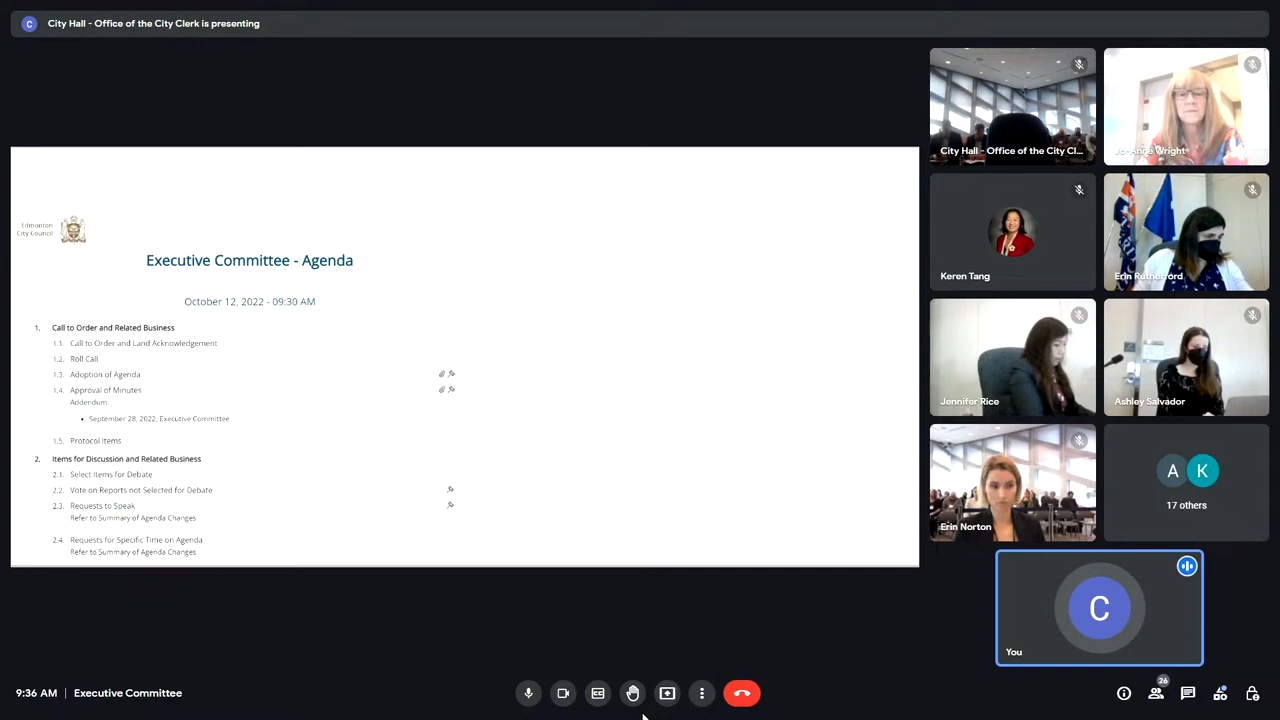 C City Hall - Office of the City Clerk is presenting
Edmonton
City Council
Executive Committee - Agenda
October 12, 2022 - 09:30 AM
1. Call to Order and Related Business
1.1. Call to Order and Land Acknowledgement
1.2. Roll Call
1.3. Adoption of Agenda
1.4. Approval of Minutes
Addendum
• September 28, 2022, Executive Committee
1.5. Protocol Items
2. Items for Discussion and Related Business
2.1. Select Items for Debate
2.2. Vote on Reports not Selected for Debate
2.3. Requests to Speak
Refer to Summary of Agenda Changes
2.4. Requests for Specific Time on Agenda
Refer to Summary of Agenda Changes
City Hall - Office of the City Cl...
Jo-Anne Wright
Keren Tang
Erin Rutherford
Jennifer Rice
Ashley Salvador
Erin Norton
A K
17 others
C
You
9:36 AM | Executive Committee
26